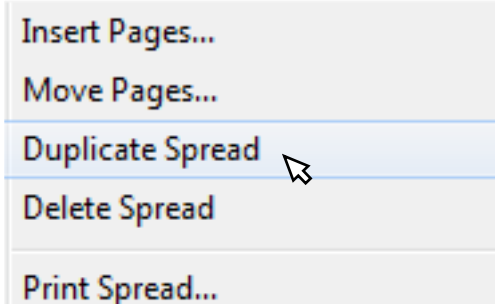 Insert Pages...
Move Pages...
Duplicate Spread
Delete Spread
Print Spread...